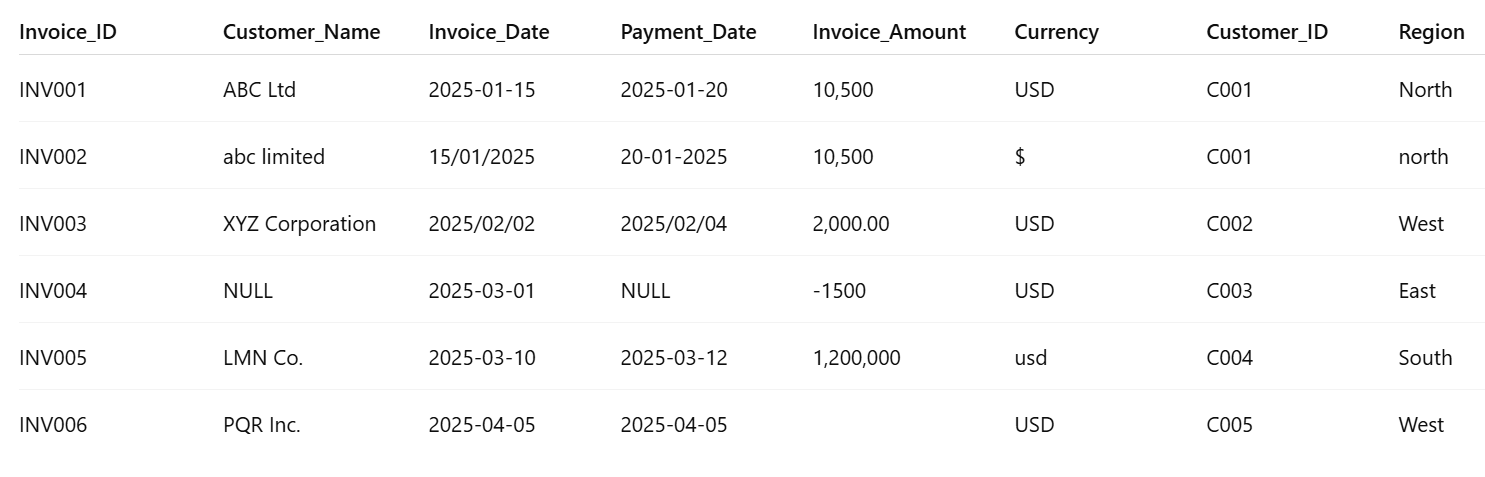 Invoice_ID Customer_Name Invoice_Date Payment_Date Invoice_Amount Currency Customer_ID Region
INV001 ABC Ltd 2025-01-15 2025-01-20 10,500 USD C001 North
INV002 abc limited 15/01/2025 20-01-2025 10,500 $ C001 north
INV003 XYZ Corporation 2025/02/02 2025/02/04 2,000.00 USD C002 West
INV004 NULL 2025-03-01 NULL -1500 USD C003 East
INV005 LMN Co. 2025-03-10 2025-03-12 1,200,000 usd C004 South
INV006 PQR Inc. 2025-04-05 2025-04-05 USD C005 West